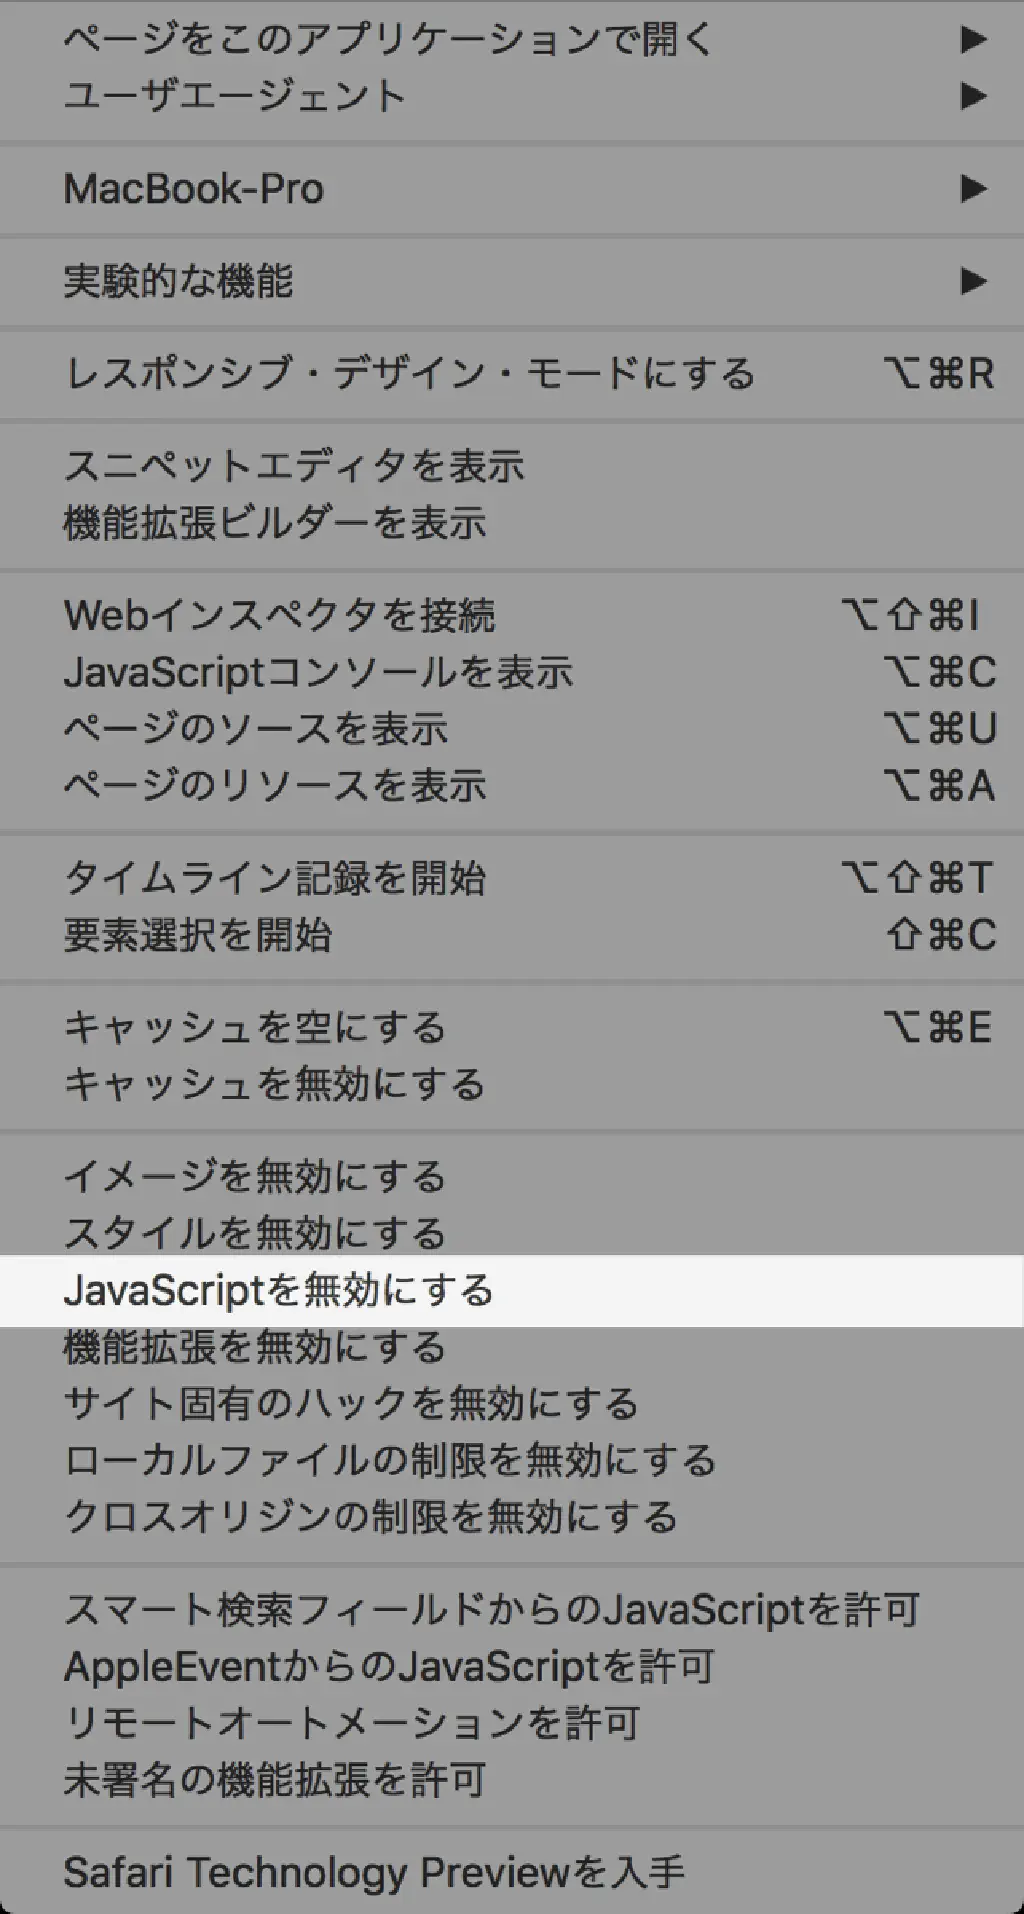 ページをこのアプリケーションで開く ▶
ユーザエージェント ▶
MacBook-Pro ▶
実験的な機能 ▶
レスポンシブ・デザイン・モードにする ⌥⌘R
スニペットエディタを表示
機能拡張ビルダーを表示
Webインスペクタを接続 ⌥⇧⌘I
JavaScriptコンソールを表示 ⌥⌘C
ページのソースを表示 ⌥⌘U
ページのリソースを表示 ⌥⌘A
タイムライン記録を開始 ⌥⇧⌘T
要素選択を開始 ⇧⌘C
キャッシュを空にする ⌥⌘E
キャッシュを無効にする
イメージを無効にする
スタイルを無効にする
JavaScriptを無効にする
機能拡張を無効にする
サイト固有のハックを無効にする
ローカルファイルの制限を無効にする
クロスオリジンの制限を無効にする
スマート検索フィールドからのJavaScriptを許可
AppleEventからのJavaScriptを許可
リモートオートメーションを許可
未署名の機能拡張を許可
Safari Technology Previewを入手